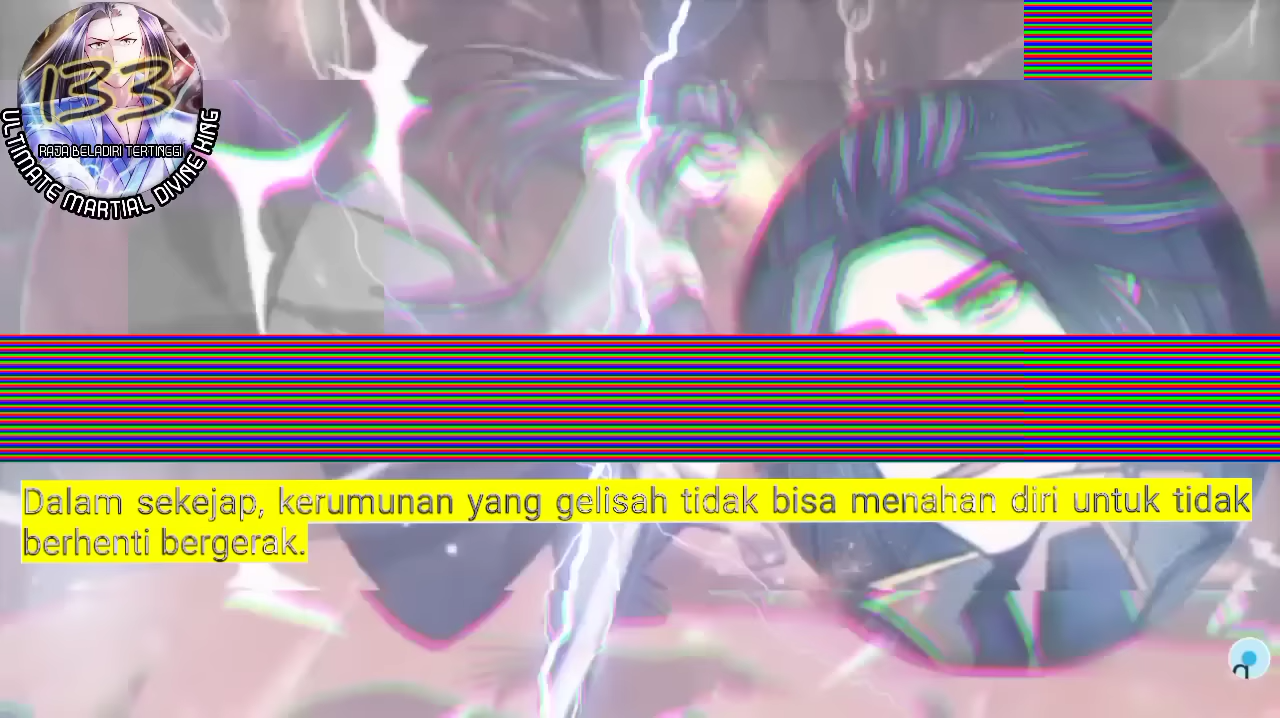 133
RAJA BELADIRI TERTINGGI
ULTIMATE MARTIAL DIVINE KING
Dalam sekejap, kerumunan yang gelisah tidak bisa menahan diri untuk tidak
berhenti bergerak.